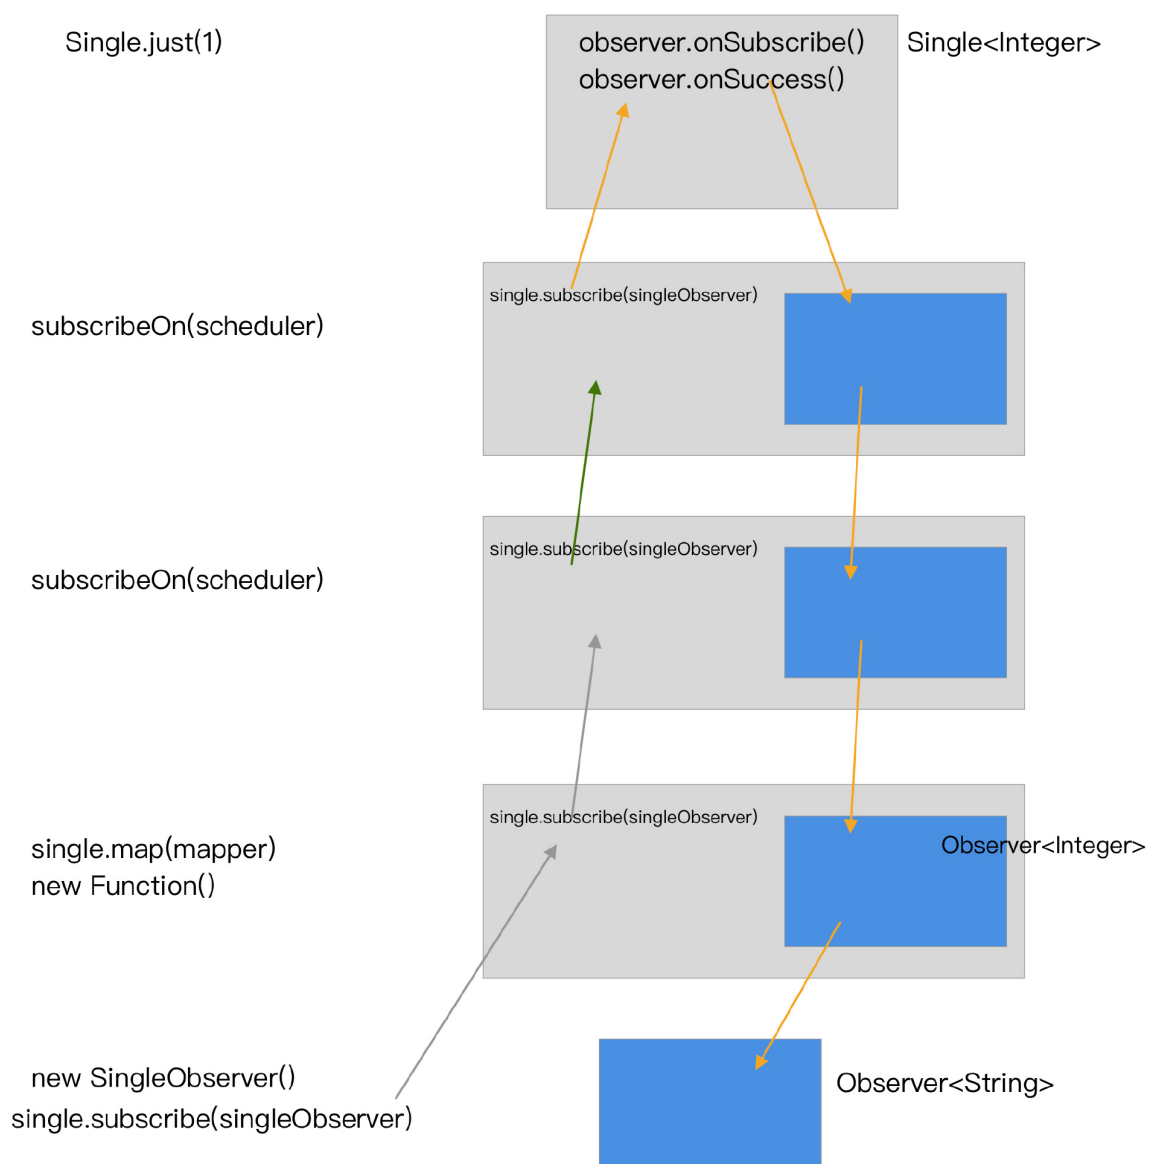 Single.just(1)
observer.onSubscribe()
observer.onSuccess()
Single<Integer>
single.subscribe(singleObserver)
subscribeOn(scheduler)
single.subscribe(singleObserver)
subscribeOn(scheduler)
single.subscribe(singleObserver)
single.map(mapper)
new Function()
Observer<Integer>
new SingleObserver()
single.subscribe(singleObserver)
Observer<String>